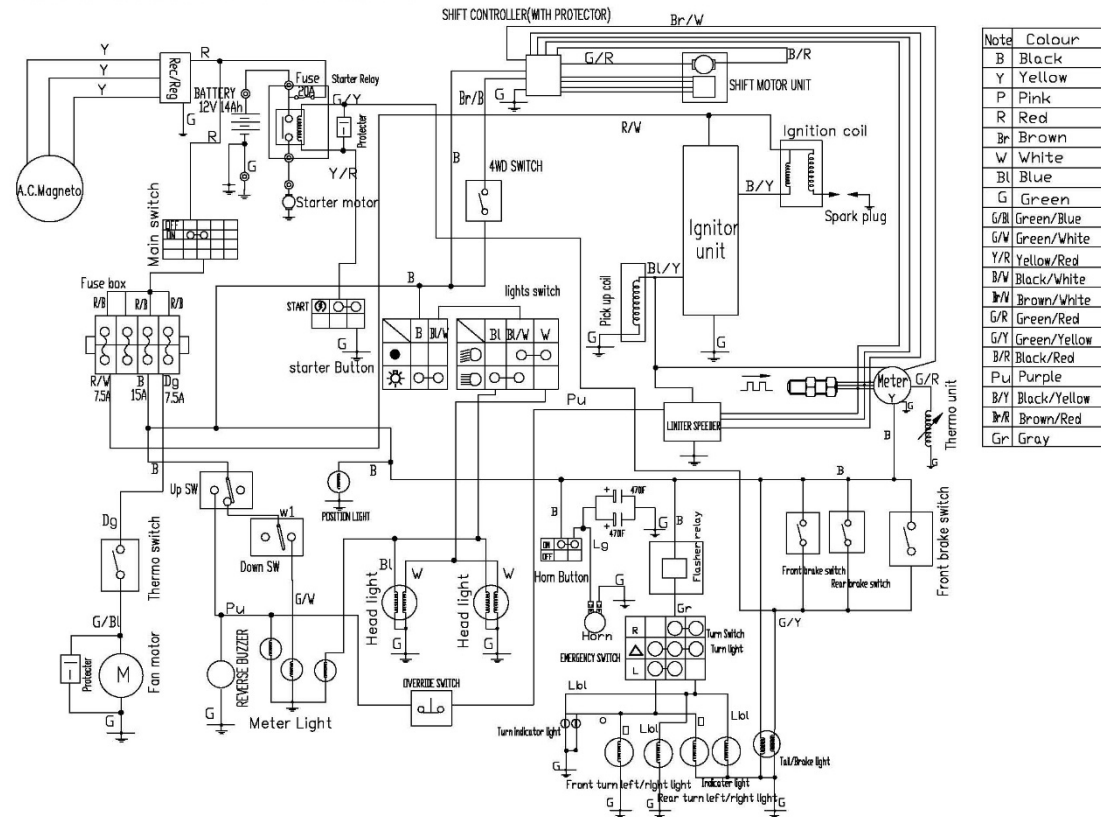 SHIFT CONTROLLER(WITH PROTECTOR)
Br/W
Y
Y
Y
Rec/Reg
R
G
BATTERY
12V 14Ah
R
G
Fuse
20A
Starter Relay
G/Y
Protecter
Y/R
Starter motor
A.C.Magneto
Main switch
OFF
ON
G/R
B/R
SHIFT MOTOR UNIT
G
Br/B
R/W
B
4WD SWITCH
Ignition coil
B/Y
Spark plug
Ignitor
unit
Bl/Y
Pick up coil
G
G
Fuse box
R/B
R/B
R/B
R/W
7.5A
B
15A
Dg
7.5A
START
G
starter Button
B
lights switch
B
Bl/W
Bl
Bl/W
W
Meter
Y
G
G/R
Thermo unit
G
Pu
LIMITER SPEEDER
G
B
B
Up SW
w1
Down SW
POSITION LIGHT
B
B
Dg
Thermo switch
G/Bl
Protecter
M
Fan motor
G
Pu
G/W
REVERSE BUZZER
G
Meter Light
Bl
W
W
Head light
Head light
G
G
OVERRIDE SWITCH
B
ON
OFF
Horn Button
Lg
+
470F
+
470F
G
G
Horn
B
Flasher relay
Gr
R
L
Turn Switch
Turn light
EMERGENCY SWITCH
B
Front brake switch
Rear brake switch
Front brake switch
G/Y
Lbl
Lbl
Lbl
Lbl
Turn Indicator light
G
Front turn left/right light
Indicater light
Rear turn left/right light
Tail/Brake light
G
G
G
Note Colour
B Black
Y Yellow
P Pink
R Red
Br Brown
W White
Bl Blue
G Green
G/Bl Green/Blue
G/W Green/White
Y/R Yellow/Red
B/W Black/White
Br/W Brown/White
G/R Green/Red
G/Y Green/Yellow
B/R Black/Red
Pu Purple
B/Y Black/Yellow
Br/R Brown/Red
Gr Gray